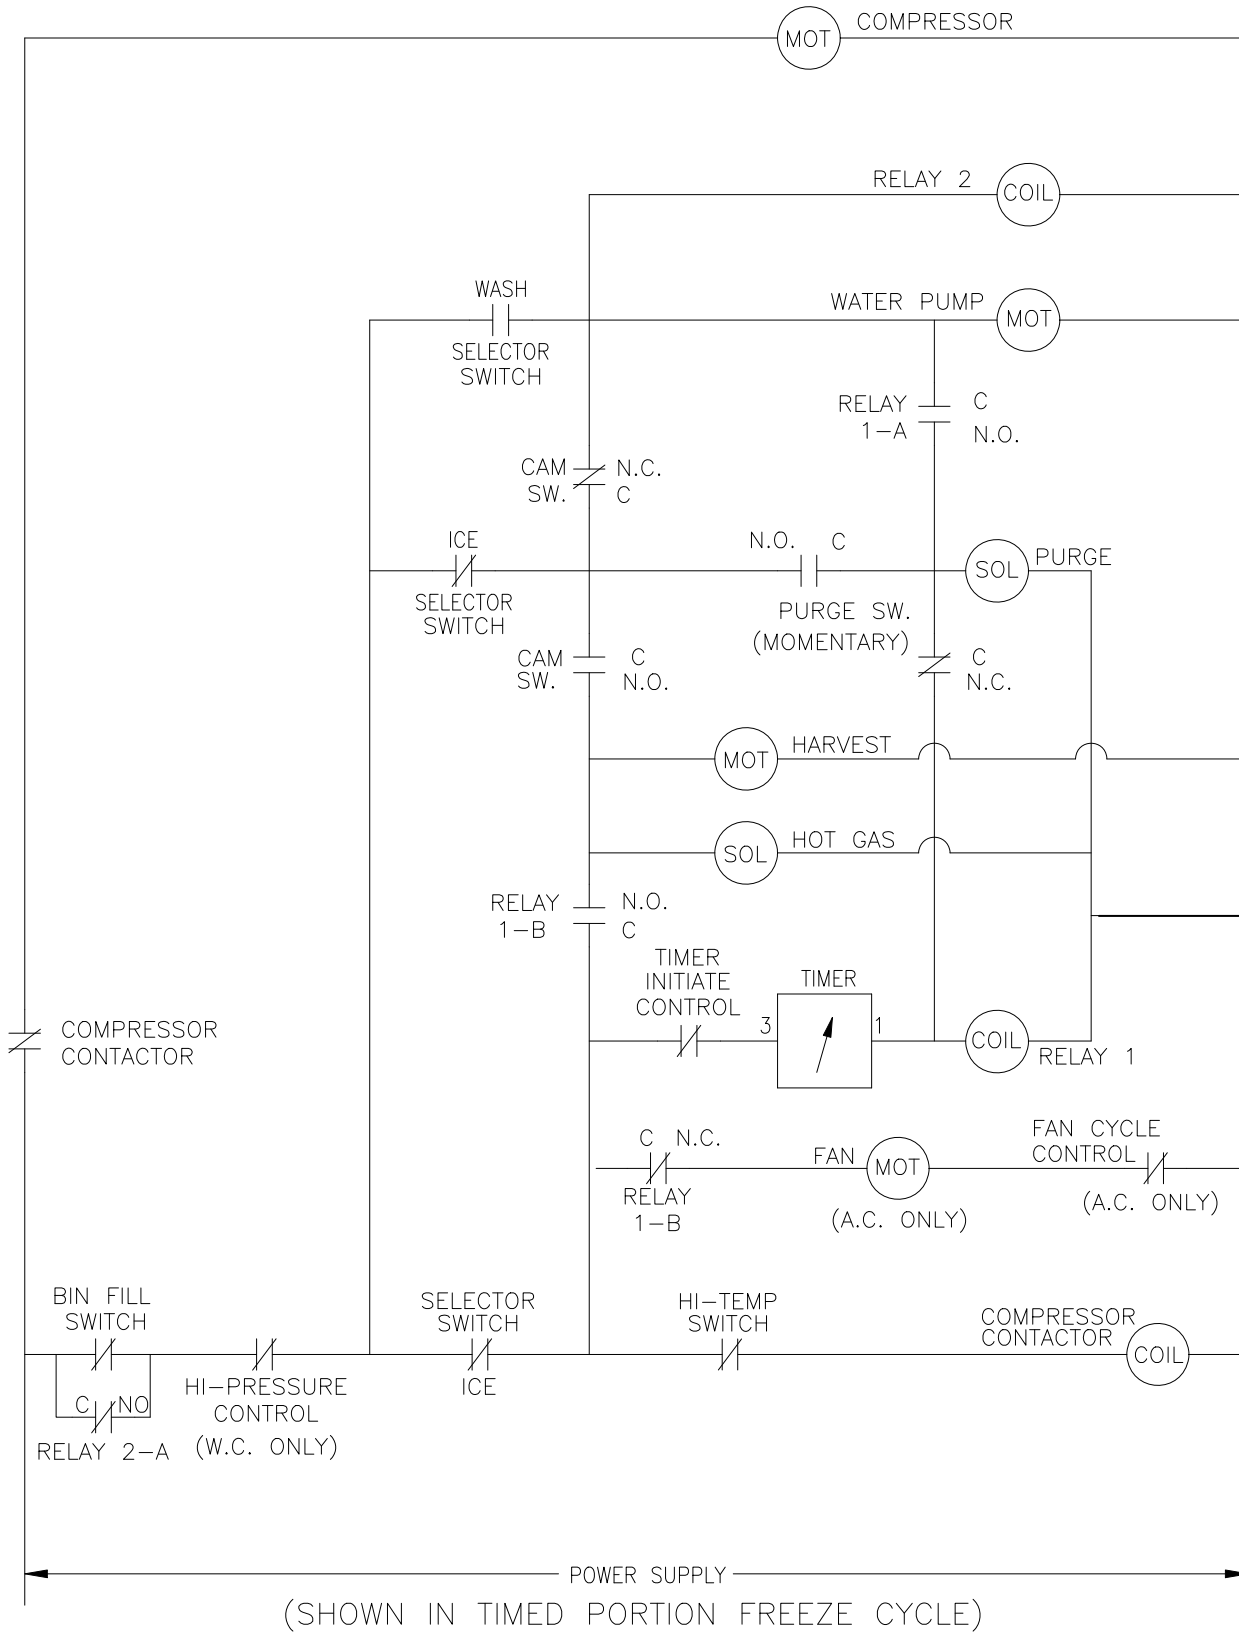 COMPRESSOR
MOT
RELAY 2
COIL
WASH
SELECTOR
SWITCH
WATER PUMP
MOT
RELAY
1-A
C
N.O.
CAM
SW.
N.C.
C
ICE
SELECTOR
SWITCH
N.O. C
PURGE SW.
(MOMENTARY)
SOL
PURGE
CAM
SW.
C
N.O.
C
N.C.
MOT
HARVEST
SOL
HOT GAS
RELAY
1-B
N.O.
C
TIMER
INITIATE
CONTROL
TIMER
3
1
COIL
RELAY 1
COMPRESSOR
CONTACTOR
C N.C.
RELAY
1-B
FAN
MOT
(A.C. ONLY)
FAN CYCLE
CONTROL
(A.C. ONLY)
BIN FILL
SWITCH
C NO
RELAY 2-A
HI-PRESSURE
CONTROL
(W.C. ONLY)
SELECTOR
SWITCH
ICE
HI-TEMP
SWITCH
COMPRESSOR
CONTACTOR
COIL
POWER SUPPLY
(SHOWN IN TIMED PORTION FREEZE CYCLE)